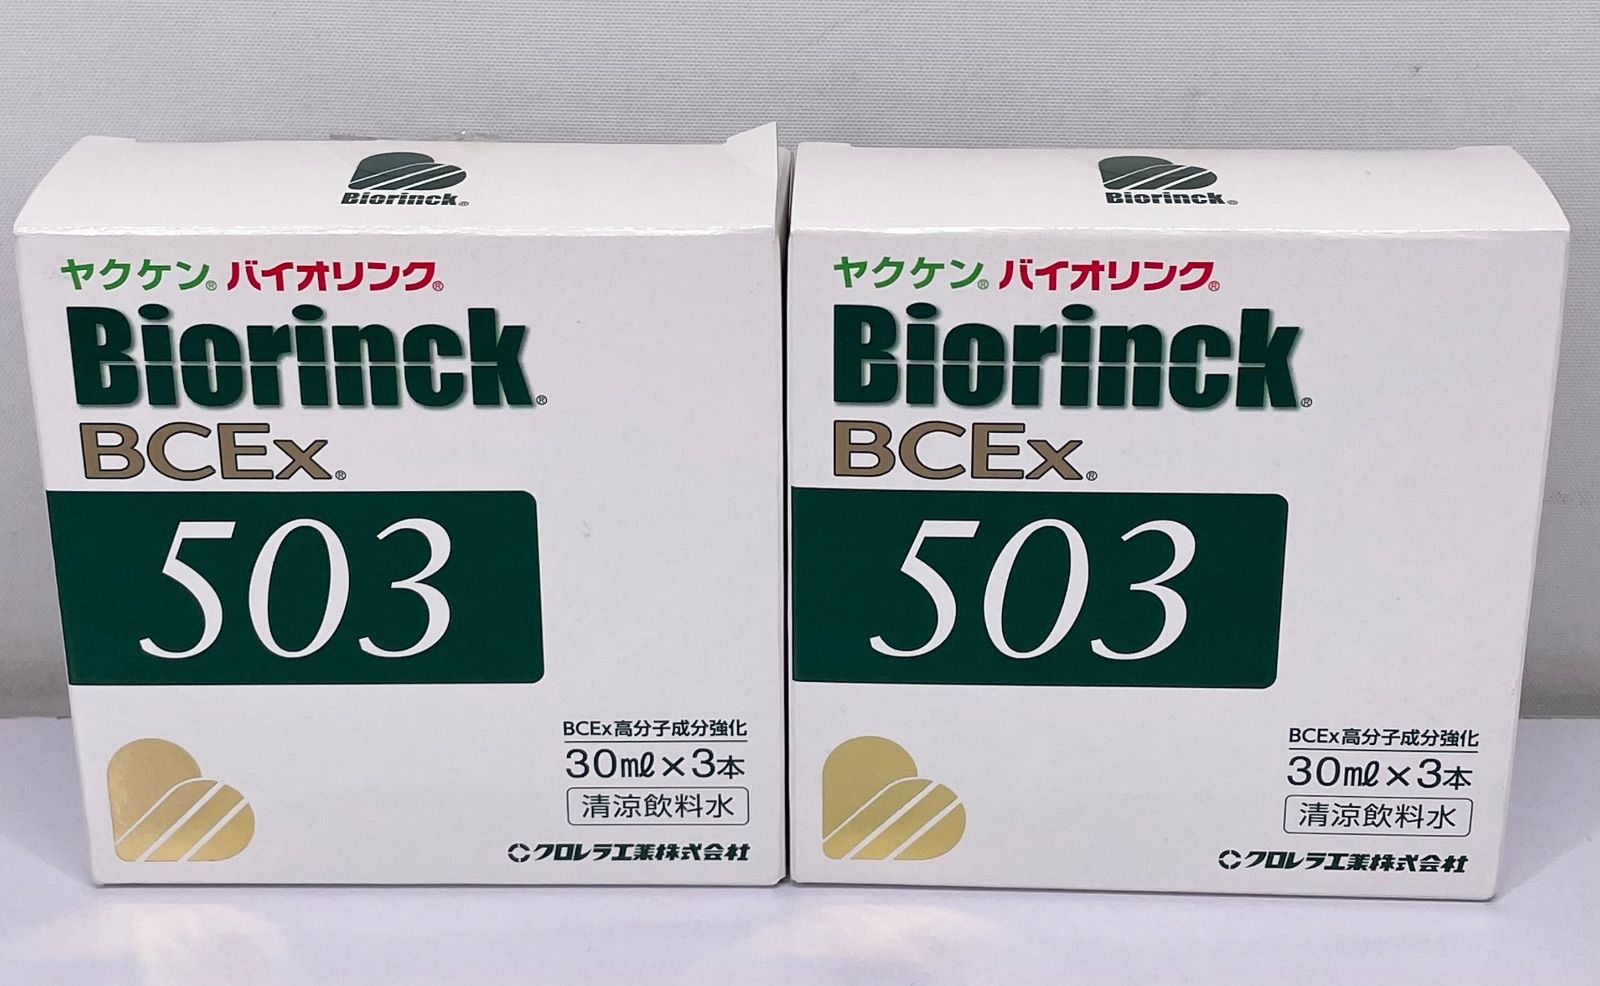 Biorinck®
ヤクケン® バイオリンク®
Biorinck®
BCEx®
503
BCEx高分子成分強化
30mℓ×3本
清涼飲料水
クロレラ工業株式会社
Biorinck®
ヤクケン® バイオリンク®
Biorinck®
BCEx®
503
BCEx高分子成分強化
30mℓ×3本
清涼飲料水
クロレラ工業株式会社